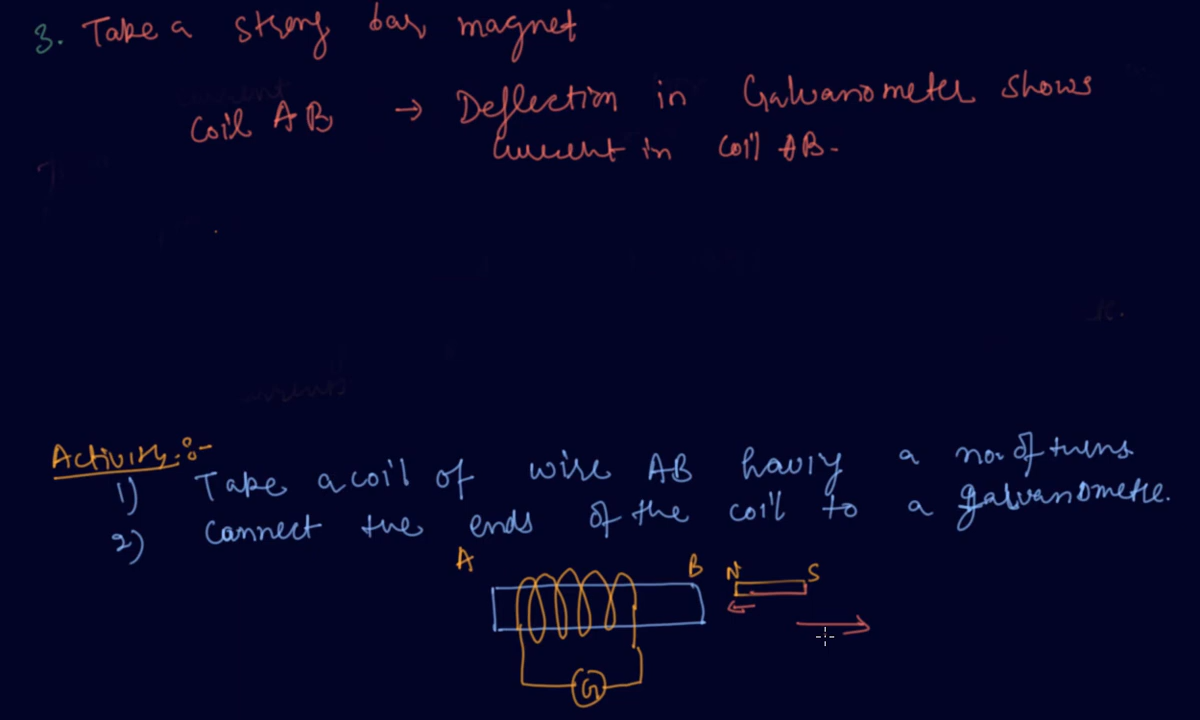 3. Take a strong bar magnet
Coil AB → Deflection in Galvanometer shows
current in coil AB.
Activity :-
1) Take a coil of wire AB having a no. of turns
2) Connect the ends of the coil to a galvanometer.
A B N S
G